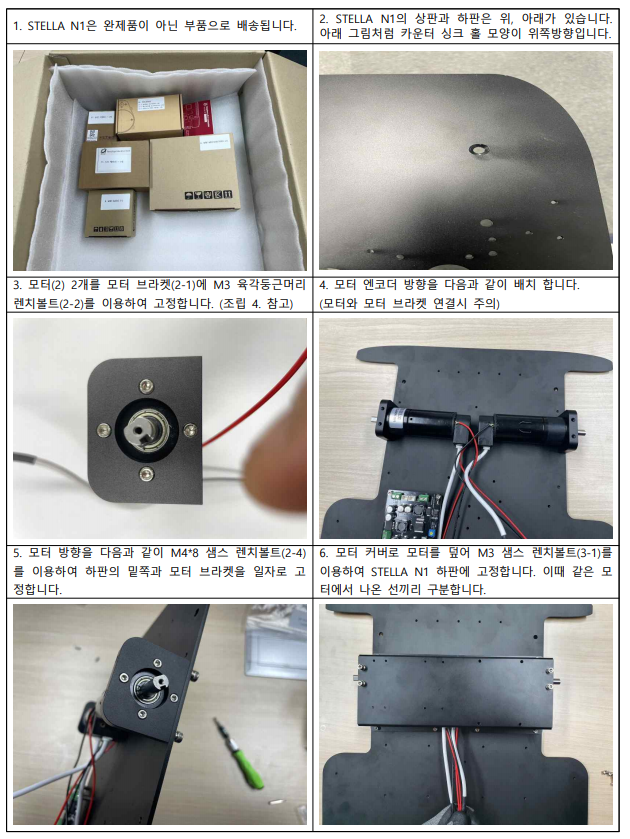 1. STELLA N1은 완제품이 아닌 부품으로 배송됩니다.
2. STELLA N1의 상판과 하판은 위, 아래가 있습니다.
아래 그림처럼 카운터 싱크 홀 모양이 위쪽방향입니다.
3. 모터(2) 2개를 모터 브라켓(2-1)에 M3 육각둥근머리
렌치볼트(2-2)를 이용하여 고정합니다. (조립 4. 참고)
4. 모터 엔코더 방향을 다음과 같이 배치 합니다.
(모터와 모터 브라켓 연결시 주의)
5. 모터 방향을 다음과 같이 M4*8 샘스 렌치볼트(2-4)
를 이용하여 하판의 밑쪽과 모터 브라켓을 일자로 고
정합니다.
6. 모터 커버로 모터를 덮어 M3 샘스 렌치볼트(3-1)를
이용하여 STELLA N1 하판에 고정합니다. 이때 같은 모
터에서 나온 선끼리 구분합니다.